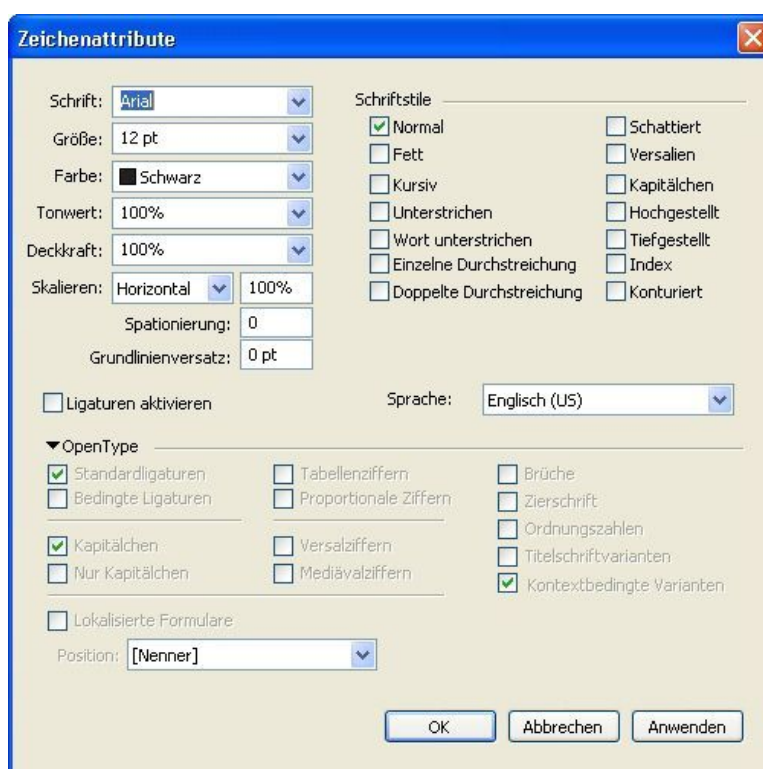 Zeichenattribute
Schrift: Arial
Größe: 12 pt
Farbe: Schwarz
Tonwert: 100%
Deckkraft: 100%
Skalieren: Horizontal 100%
Spationierung: 0
Grundlinienversatz: 0 pt
Schriftstile
Normal
Fett
Kursiv
Unterstrichen
Wort unterstrichen
Einzelne Durchstreichung
Doppelte Durchstreichung
Schattiert
Versalien
Kapitälchen
Hochgestellt
Tiefgestellt
Index
Konturiert
Ligaturen aktivieren
Sprache: Englisch (US)
OpenType
Standardligaturen
Bedingte Ligaturen
Kapitälchen
Nur Kapitälchen
Tabellenziffern
Proportionale Ziffern
Versalziffern
Mediävalziffern
Brüche
Zierschrift
Ordnungszahlen
Titelschriftvarianten
Kontextbedingte Varianten
Lokalisierte Formulare
Position: [Nenner]
OK Abbrechen Anwenden